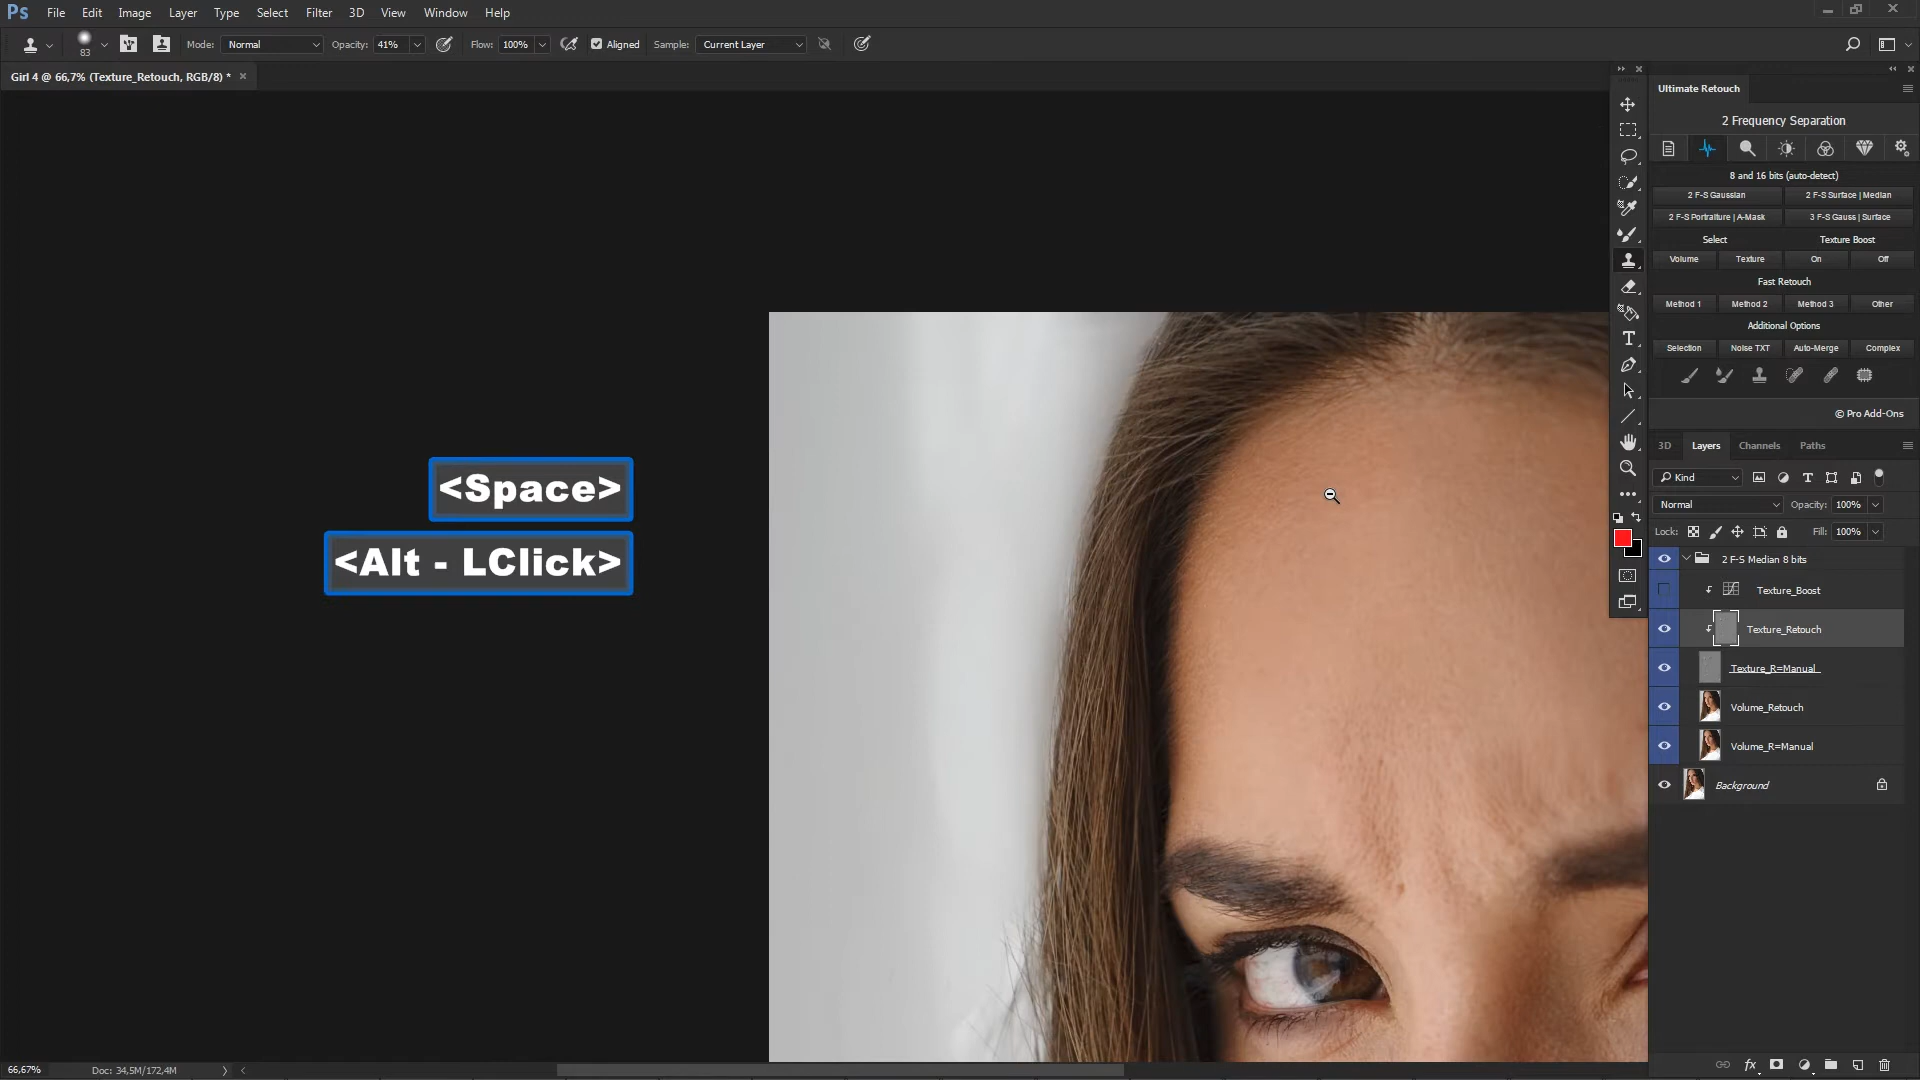 Ps File Edit Image Layer Type Select Filter 3D View Window Help
83 Mode: Normal Opacity: 41% Flow: 100% Aligned Sample: Current Layer
Girl 4 @ 66,7% (Texture_Retouch, RGB/8) *
Ultimate Retouch
2 Frequency Separation
8 and 16 bits (auto-detect)
2 F-S Gaussian 2 F-S Surface | Median
2 F-S Portraiture | A-Mask 3 F-S Gauss | Surface
Select Texture Boost
Volume Texture On Off
Fast Retouch
Method 1 Method 2 Method 3 Other
Additional Options
Selection Noise TXT Auto-Merge Complex
© Pro Add-Ons
3D Layers Channels Paths
Kind
Normal Opacity: 100%
Lock: Fill: 100%
2 F-S Median 8 bits
Texture_Boost
Texture_Retouch
Texture_R=Manual
Volume_Retouch
Volume_R=Manual
Background
<Space>
<Alt - LClick>
66,67% Doc: 34,5M/172,4M